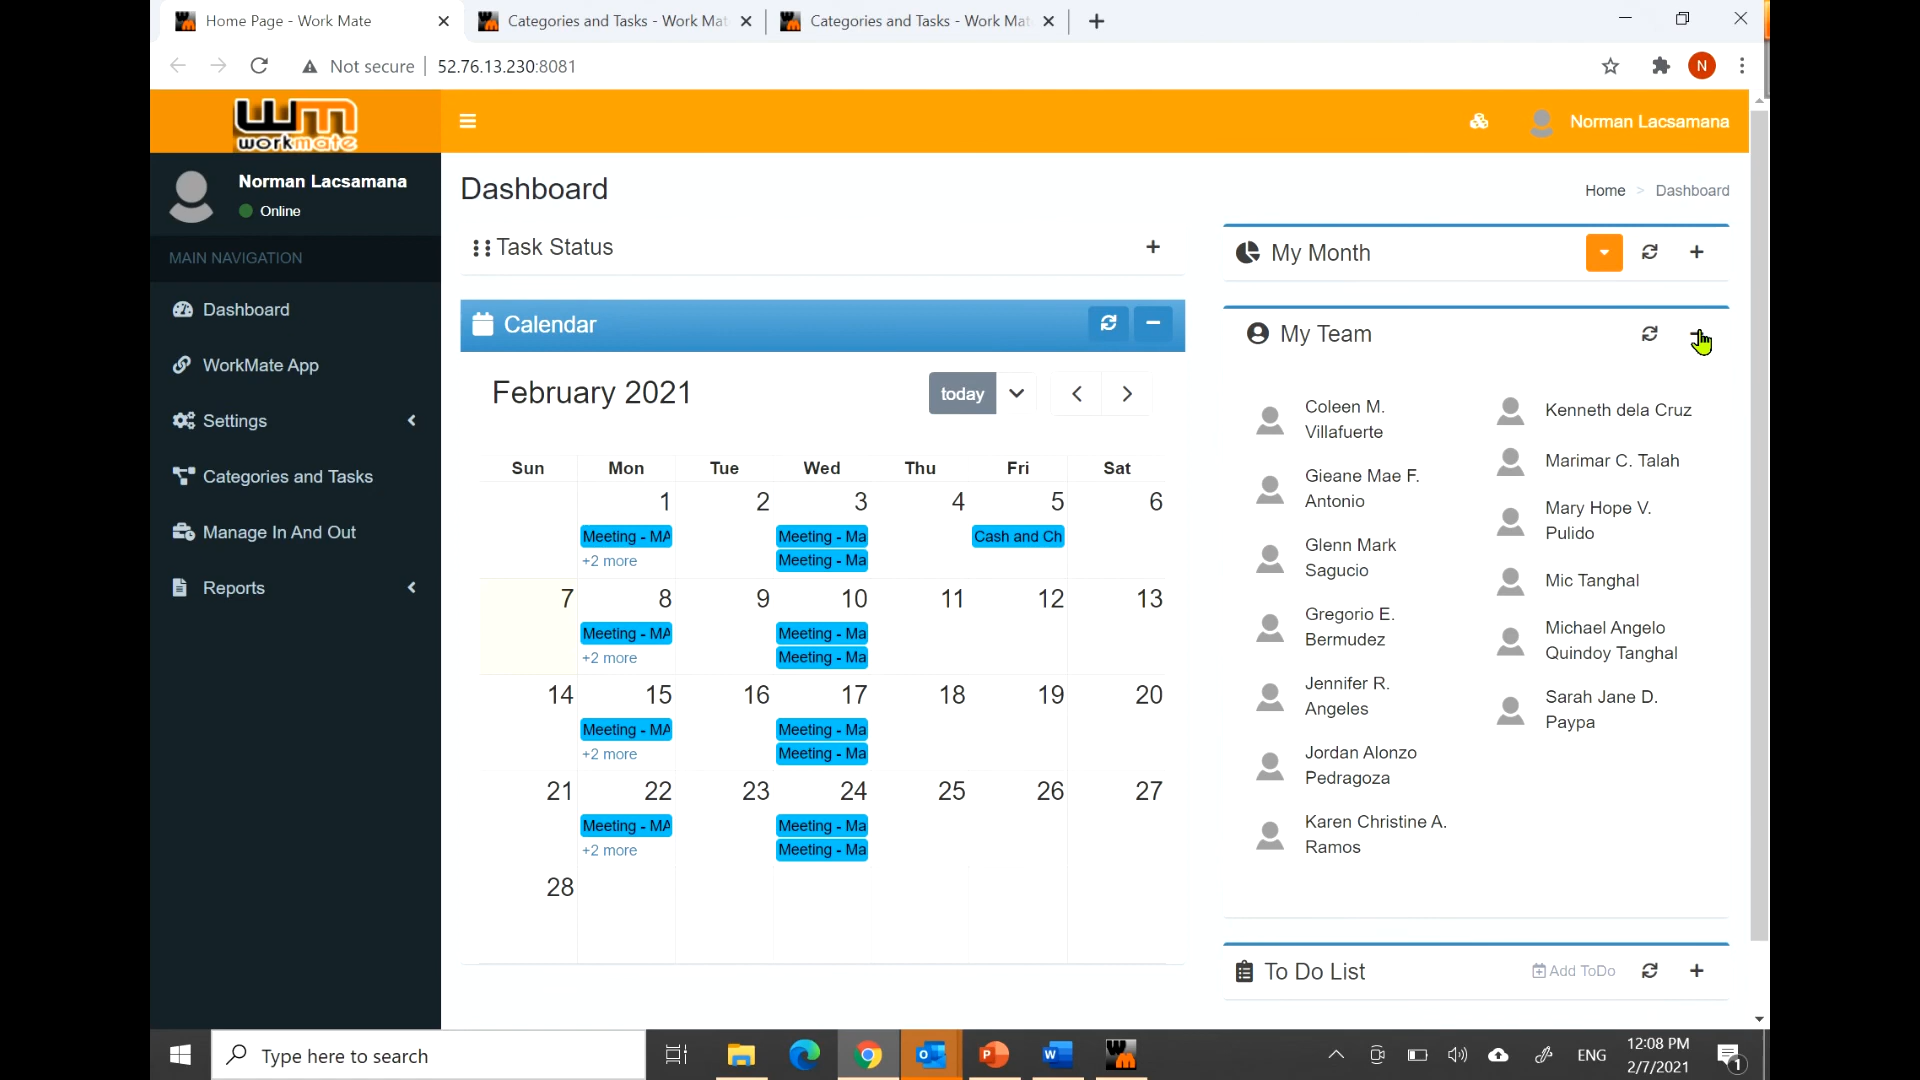 Home Page - Work Mate
Categories and Tasks - Work Mat
Categories and Tasks - Work Mat
Not secure
52.76.13.230:8081
N
wm
workmate
Norman Lacsamana
Norman Lacsamana
Online
MAIN NAVIGATION
Dashboard
WorkMate App
Settings
Categories and Tasks
Manage In And Out
Reports
Dashboard
Home > Dashboard
Task Status
Calendar
February 2021
today
Sun Mon Tue Wed Thu Fri Sat
1 2 3 4 5 6
Meeting - MA Meeting - Ma Cash and Ch
+2 more Meeting - Ma
7 8 9 10 11 12 13
Meeting - MA Meeting - Ma
+2 more Meeting - Ma
14 15 16 17 18 19 20
Meeting - MA Meeting - Ma
+2 more Meeting - Ma
21 22 23 24 25 26 27
Meeting - MA Meeting - Ma
+2 more Meeting - Ma
28
My Month
My Team
Coleen M.
Villafuerte
Gieane Mae F.
Antonio
Glenn Mark
Sagucio
Gregorio E.
Bermudez
Jennifer R.
Angeles
Jordan Alonzo
Pedragoza
Karen Christine A.
Ramos
Kenneth dela Cruz
Marimar C. Talah
Mary Hope V.
Pulido
Mic Tanghal
Michael Angelo
Quindoy Tanghal
Sarah Jane D.
Paypa
To Do List
Add ToDo
Type here to search
ENG
12:08 PM
2/7/2021
1